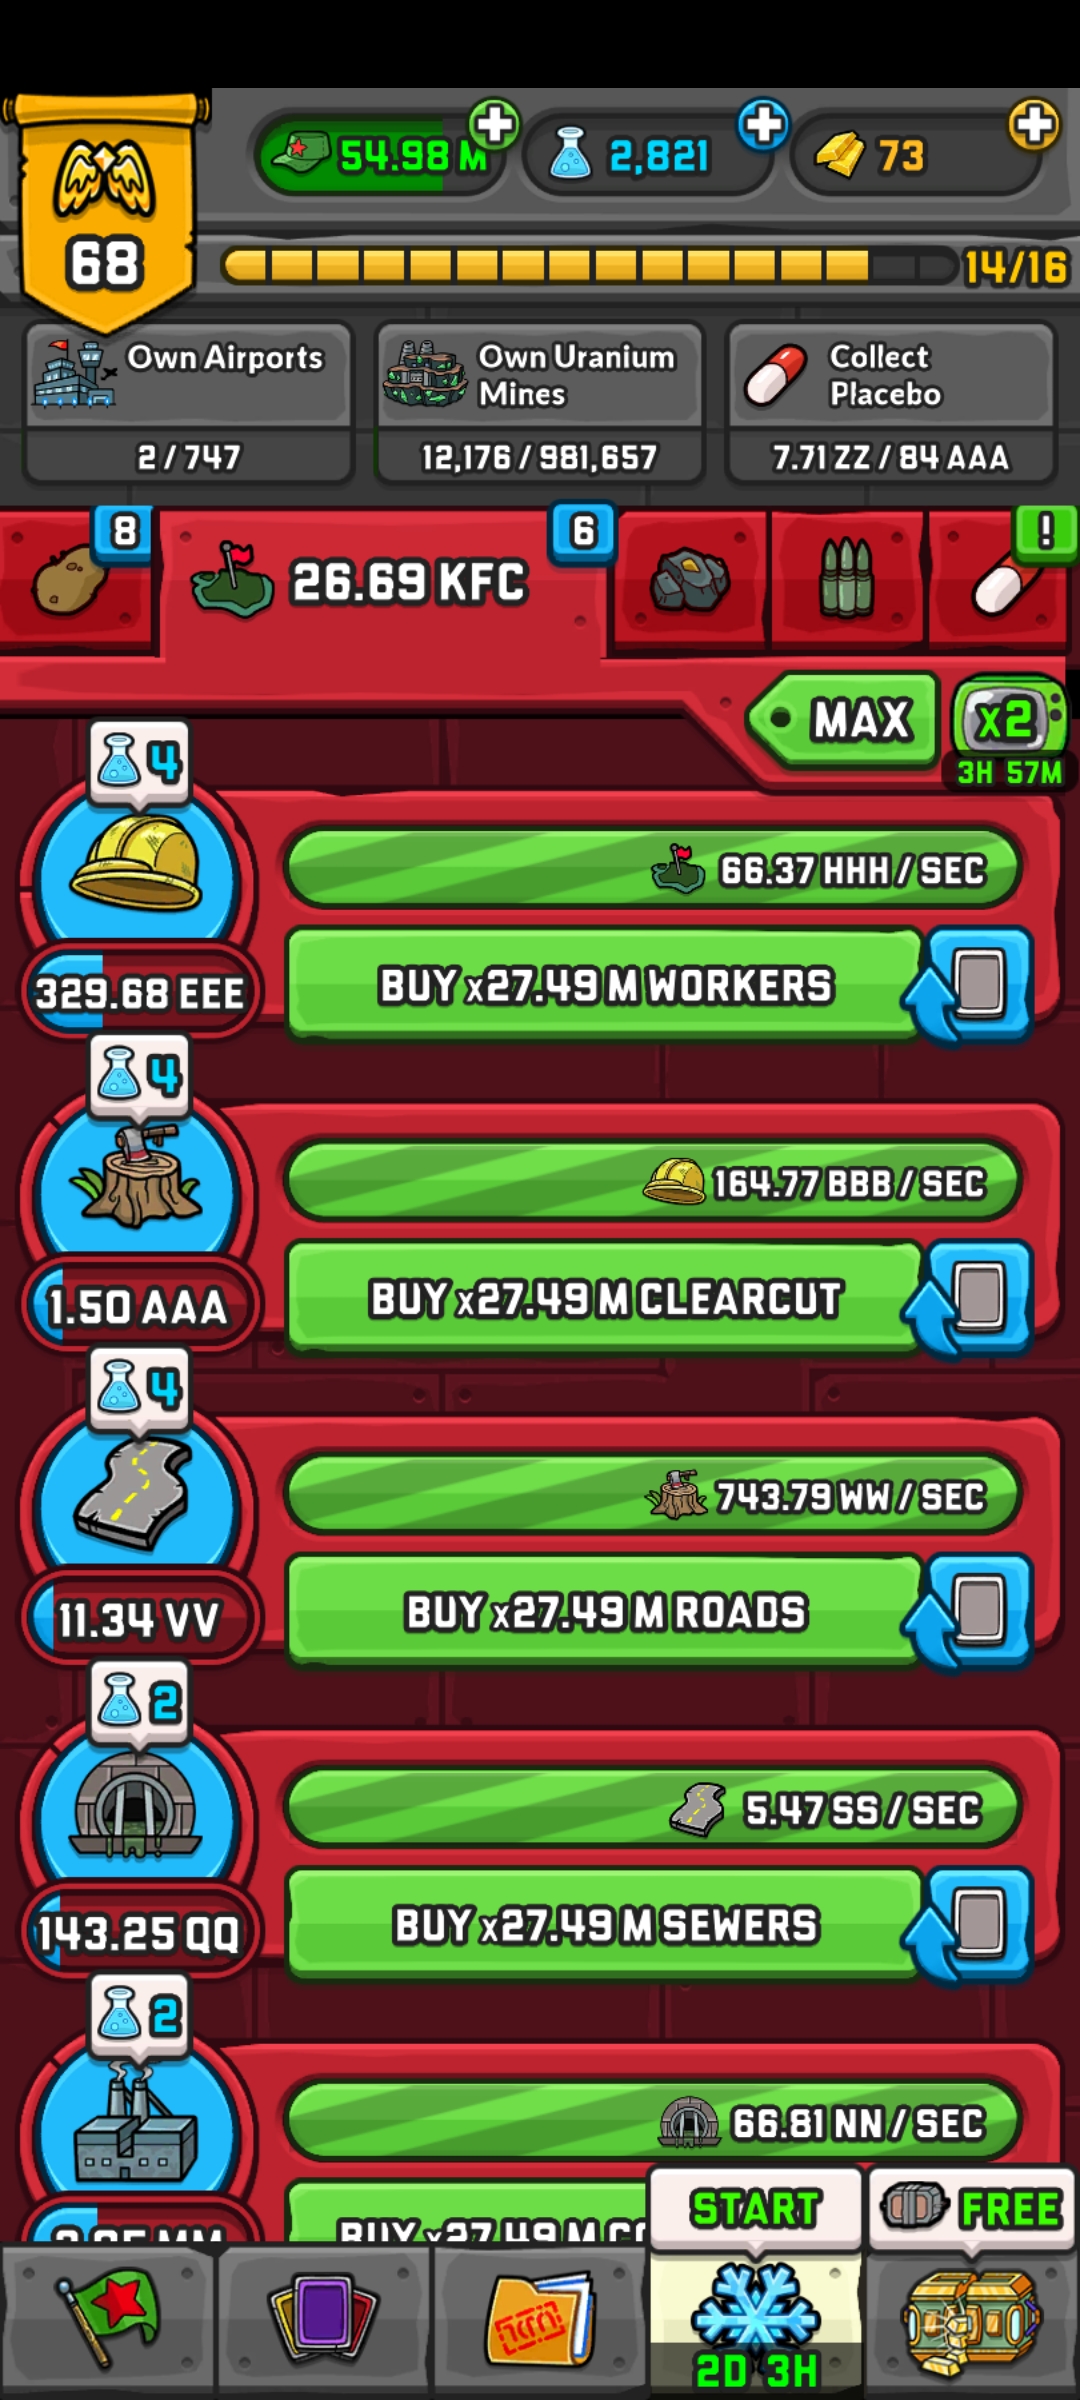 54.98 M
2,821
73
68
14/16
Own Airports
2 / 747
Own Uranium
Mines
12,176 / 981,657
Collect
Placebo
7.71 ZZ / 84 AAA
8
26.69 KFC
6
!
MAX
x2
3H 57M
4
66.37 HHH / SEC
329.68 EEE
BUY x27.49 M WORKERS
4
164.77 BBB / SEC
1.50 AAA
BUY x27.49 M CLEARCUT
4
743.79 WW / SEC
11.34 VV
BUY x27.49 M ROADS
2
5.47 SS / SEC
143.25 QQ
BUY x27.49 M SEWERS
2
66.81 NN / SEC
BUY x27.49 M
START
FREE
2D 3H